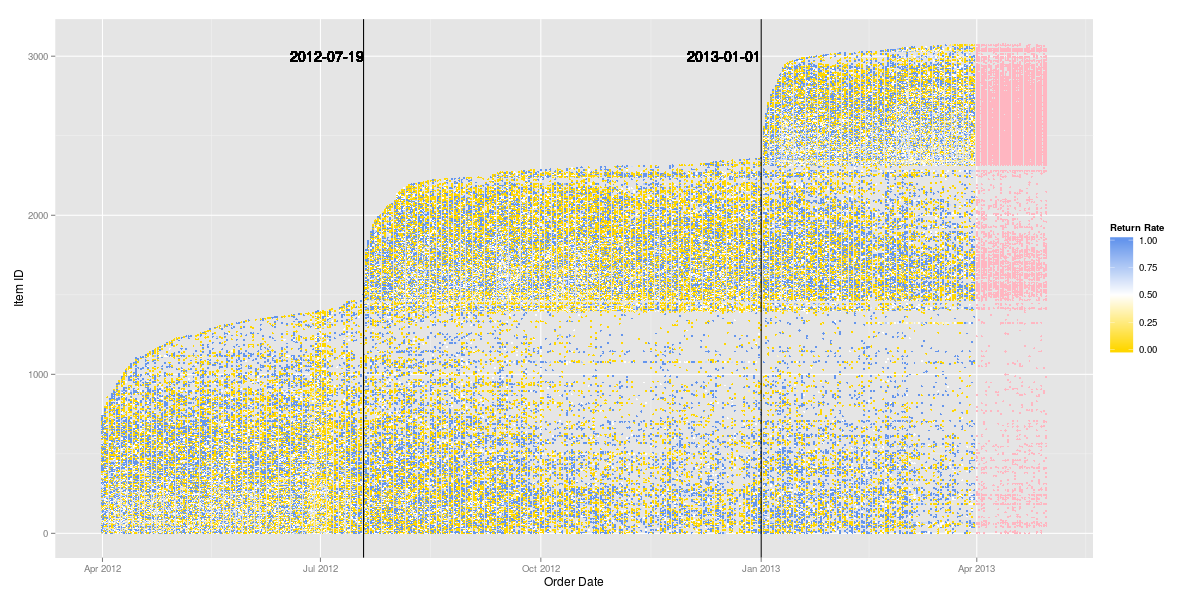 2012-07-19
2013-01-01
3000
2000
1000
0
Item ID
Apr 2012
Jul 2012
Oct 2012
Jan 2013
Apr 2013
Order Date
Return Rate
1.00
0.75
0.50
0.25
0.00